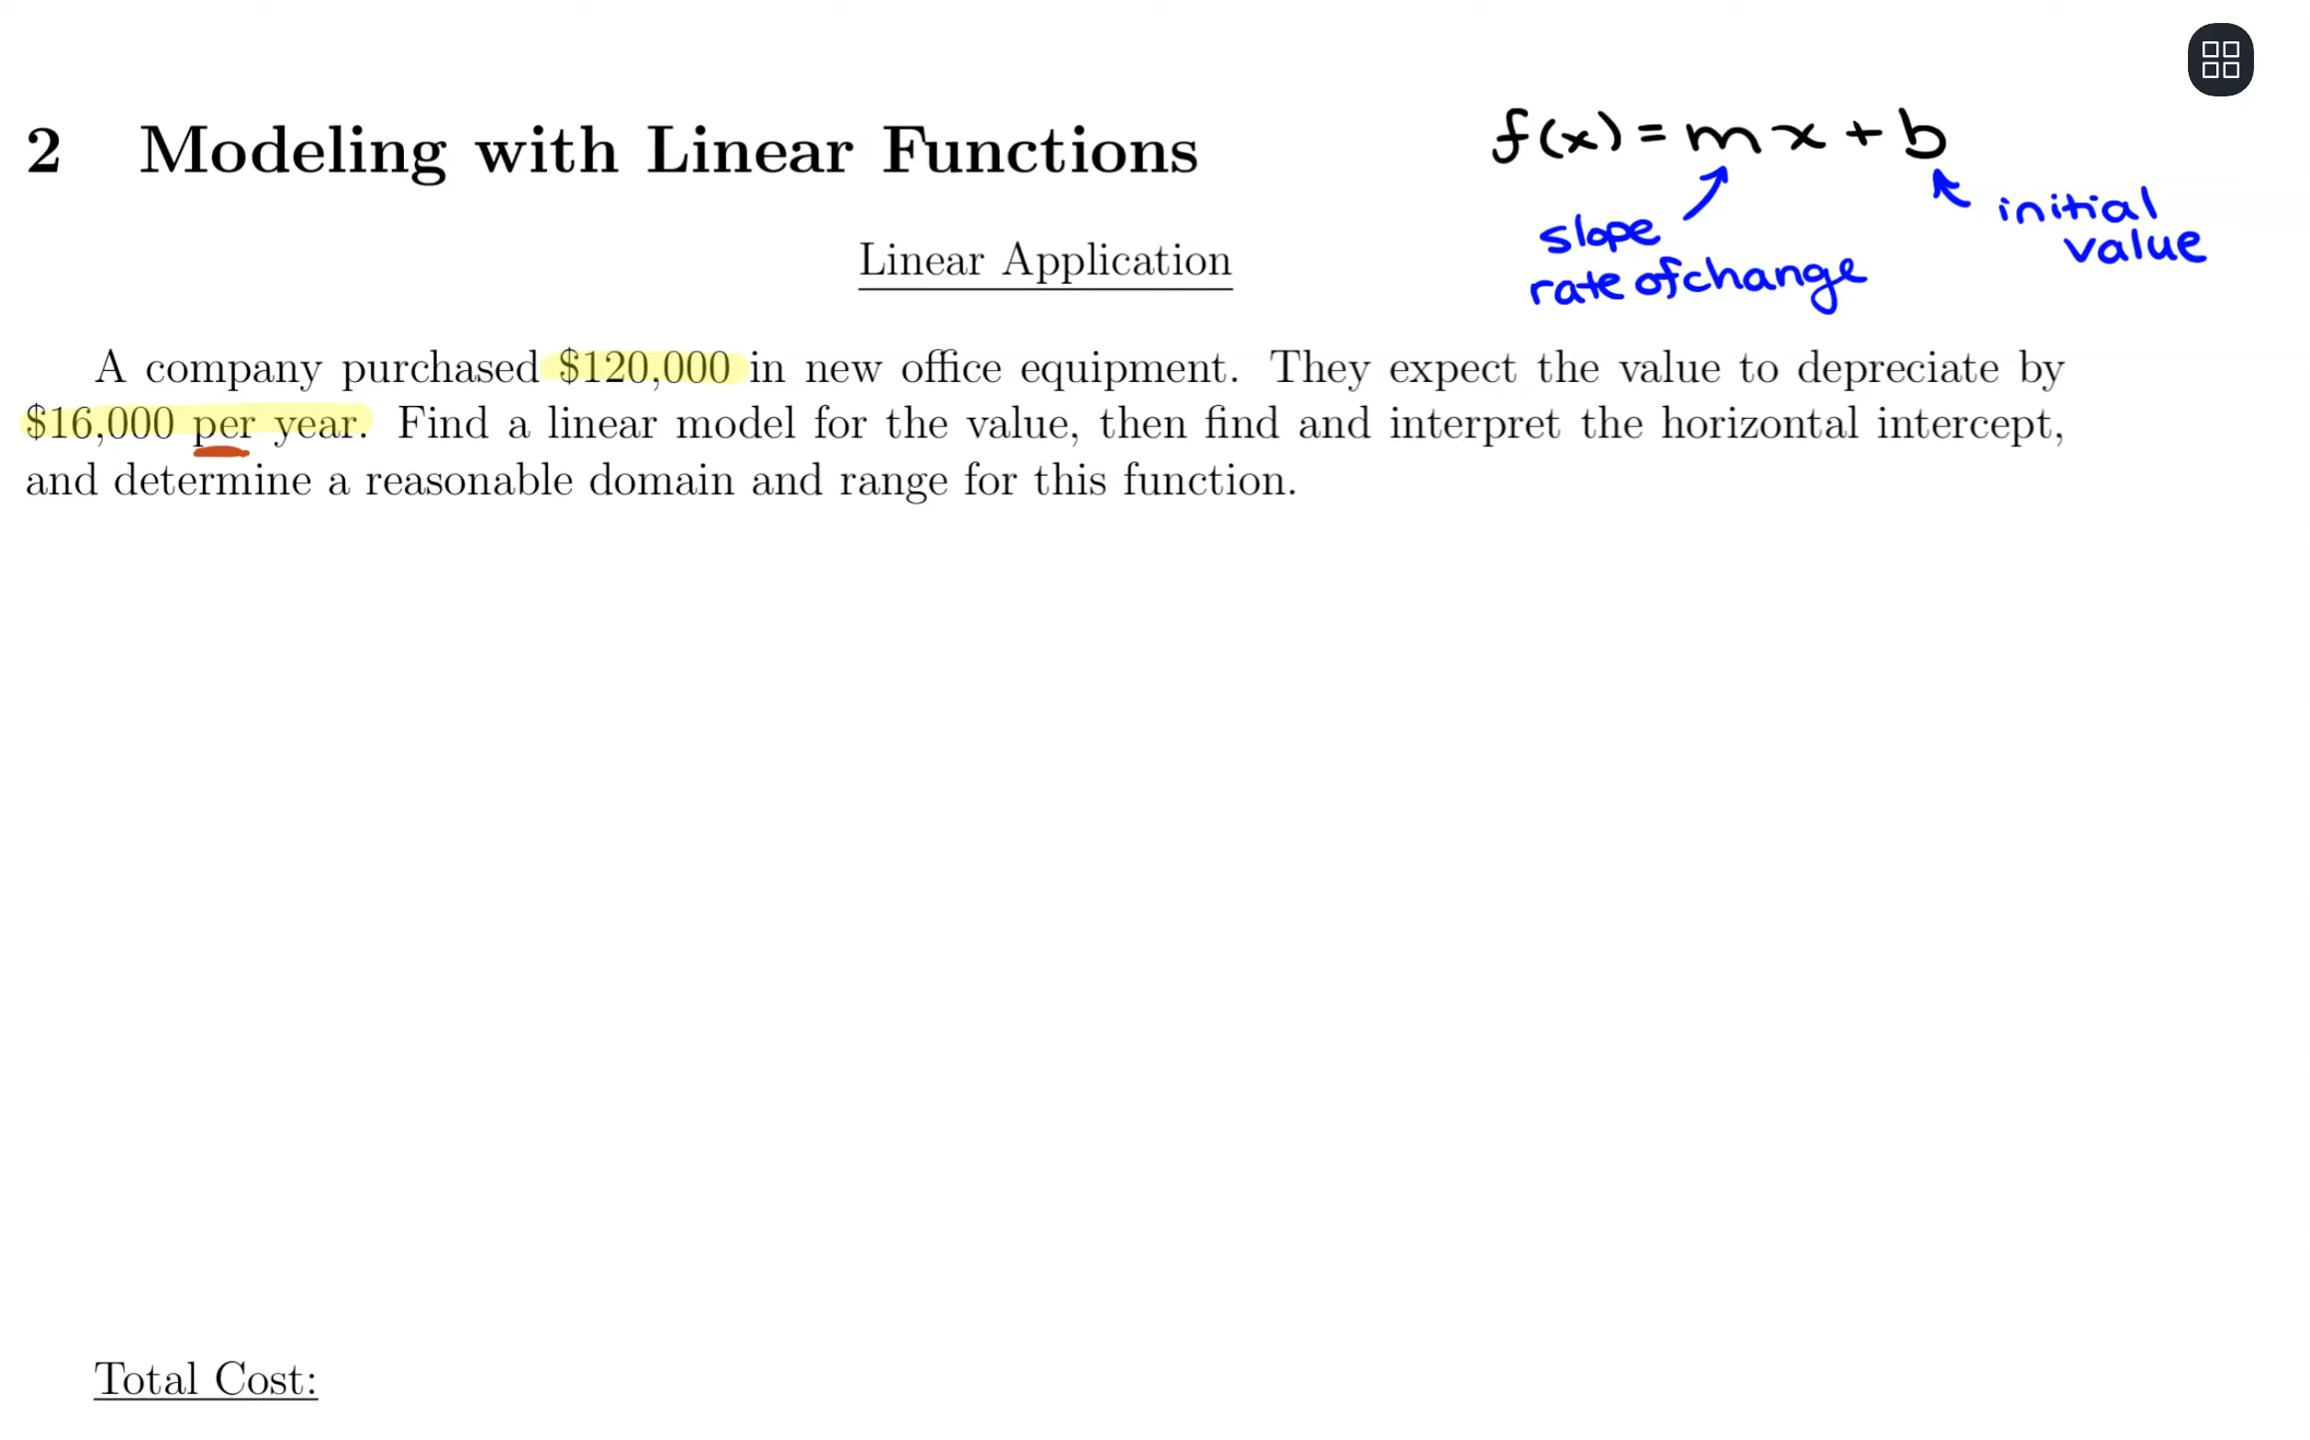 2 Modeling with Linear Functions
f(x) = mx + b
slope
rate of change
initial
value
Linear Application
A company purchased $120,000 in new office equipment. They expect the value to depreciate by
$16,000 per year. Find a linear model for the value, then find and interpret the horizontal intercept,
and determine a reasonable domain and range for this function.
Total Cost: